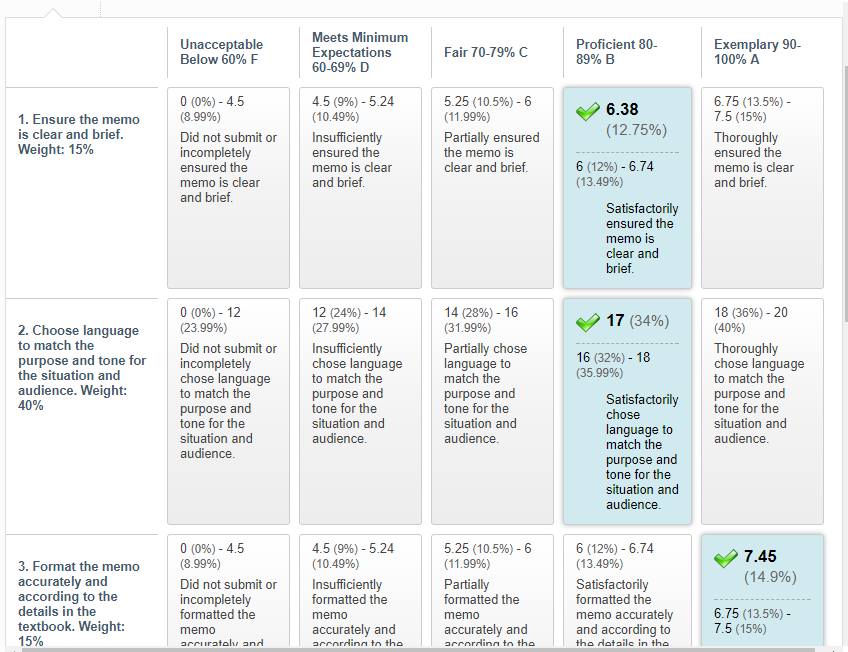 Unacceptable
Below 60% F
Meets Minimum
Expectations
60-69% D
Fair 70-79% C
Proficient 80-
89% B
Exemplary 90-
100% A
1. Ensure the memo
is clear and brief.
Weight: 15%
0 (0%) - 4.5
(8.99%)
Did not submit or
incompletely
ensured the
memo is clear
and brief.
4.5 (9%) - 5.24
(10.49%)
Insufficiently
ensured the
memo is clear
and brief.
5.25 (10.5%) - 6
(11.99%)
Partially ensured
the memo is
clear and brief.
6.38
(12.75%)
6 (12%) - 6.74
(13.49%)
Satisfactorily
ensured the
memo is
clear and
brief.
6.75 (13.5%) -
7.5 (15%)
Thoroughly
ensured the
memo is clear
and brief.
2. Choose language
to match the
purpose and tone for
the situation and
audience. Weight:
40%
0 (0%) - 12
(23.99%)
Did not submit or
incompletely
chose language
to match the
purpose and
tone for the
situation and
audience.
12 (24%) - 14
(27.99%)
Insufficiently
chose language
to match the
purpose and
tone for the
situation and
audience.
14 (28%) - 16
(31.99%)
Partially chose
language to
match the
purpose and
tone for the
situation and
audience.
17 (34%)
16 (32%) - 18
(35.99%)
Satisfactorily
chose
language to
match the
purpose and
tone for the
situation and
audience.
18 (36%) - 20
(40%)
Thoroughly
chose language
to match the
purpose and
tone for the
situation and
audience.
3. Format the memo
accurately and
according to the
details in the
textbook. Weight:
15%
0 (0%) - 4.5
(8.99%)
Did not submit or
incompletely
formatted the
memo
accurately and
4.5 (9%) - 5.24
(10.49%)
Insufficiently
formatted the
memo
accurately and
according to the
5.25 (10.5%) - 6
(11.99%)
Partially
formatted the
memo
accurately and
according to the
6 (12%) - 6.74
(13.49%)
Satisfactorily
formatted the
memo accurately
and according to
the details in the
7.45
(14.9%)
6.75 (13.5%) -
7.5 (15%)